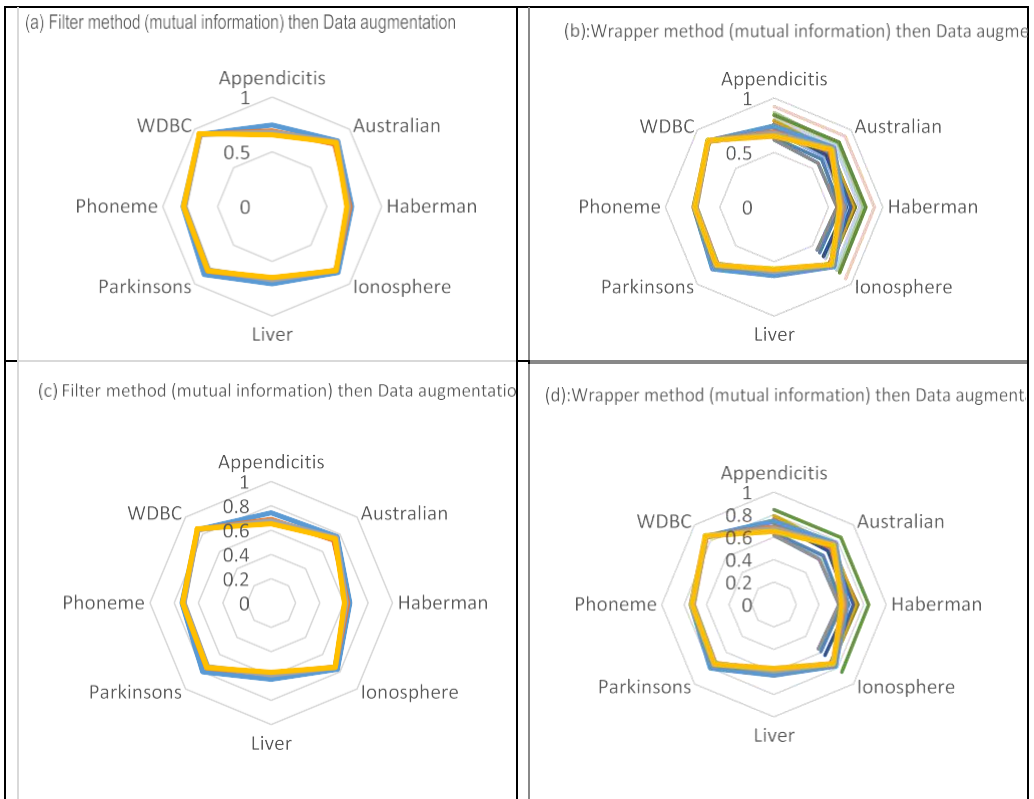 (a) Filter method (mutual information) then Data augmentation
Appendicitis
1
WDBC
Australian
0.5
Phoneme
0
Haberman
Parkinsons
Ionosphere
Liver
(b):Wrapper method (mutual information) then Data augme
Appendicitis
1
WDBC
Australian
0.5
Phoneme
0
Haberman
Parkinsons
Ionosphere
Liver
(c) Filter method (mutual information) then Data augmentatio
Appendicitis
1
0.8
WDBC
Australian
0.6
0.4
0.2
Phoneme
0
Haberman
Parkinsons
Ionosphere
Liver
(d):Wrapper method (mutual information) then Data augment
Appendicitis
1
0.8
WDBC
Australian
0.6
0.4
0.2
Phoneme
0
Haberman
Parkinsons
Ionosphere
Liver